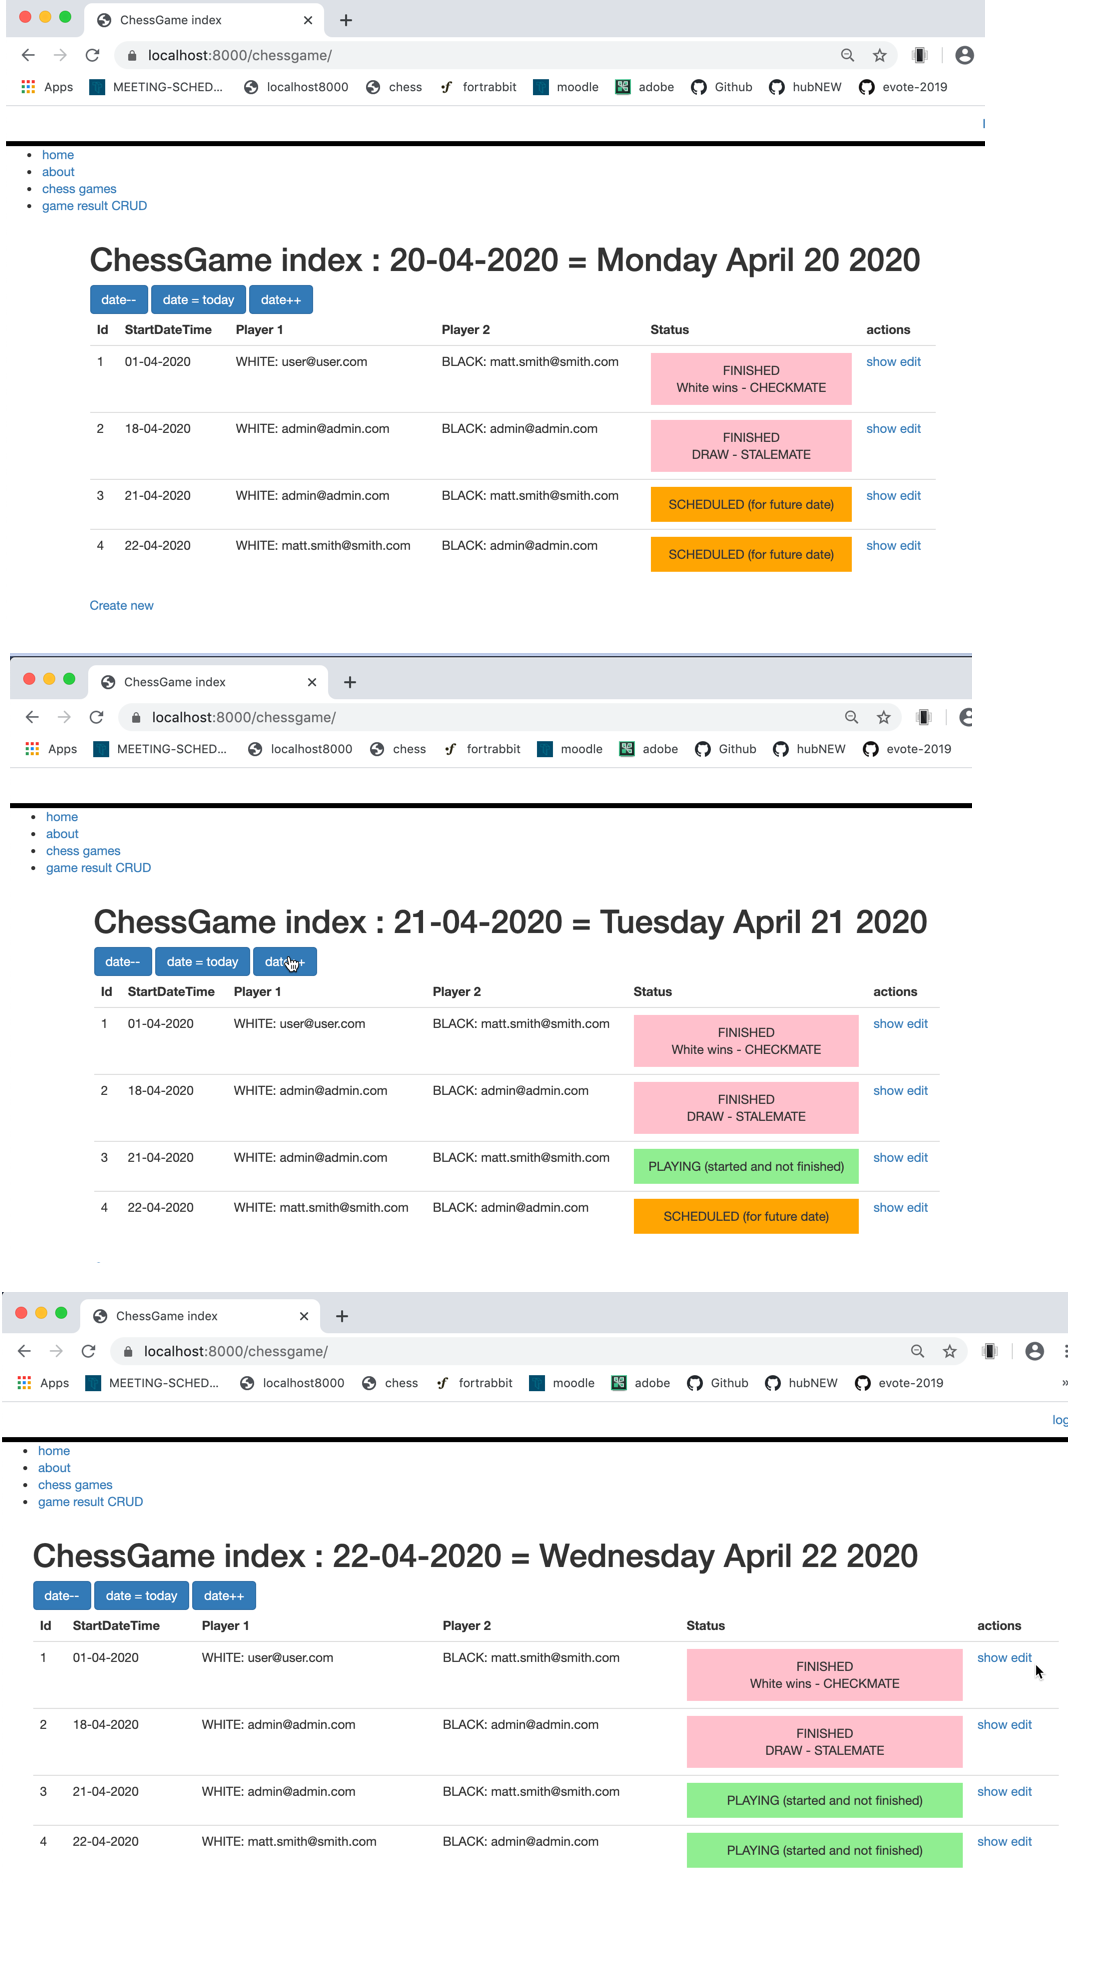 ChessGame index
localhost:8000/chessgame/
Apps MEETING-SCHED... localhost8000 chess fortrabbit moodle adobe Github hubNEW evote-2019
home
about
chess games
game result CRUD
ChessGame index : 20-04-2020 = Monday April 20 2020
date-- date = today date++
Id StartDateTime Player 1 Player 2 Status actions
1 01-04-2020 WHITE: user@user.com BLACK: matt.smith@smith.com FINISHED show edit
White wins - CHECKMATE
2 18-04-2020 WHITE: admin@admin.com BLACK: admin@admin.com FINISHED show edit
DRAW - STALEMATE
3 21-04-2020 WHITE: admin@admin.com BLACK: matt.smith@smith.com SCHEDULED (for future date) show edit
4 22-04-2020 WHITE: matt.smith@smith.com BLACK: admin@admin.com SCHEDULED (for future date) show edit
Create new
ChessGame index
localhost:8000/chessgame/
Apps MEETING-SCHED... localhost8000 chess fortrabbit moodle adobe Github hubNEW evote-2019
home
about
chess games
game result CRUD
ChessGame index : 21-04-2020 = Tuesday April 21 2020
date-- date = today date++
Id StartDateTime Player 1 Player 2 Status actions
1 01-04-2020 WHITE: user@user.com BLACK: matt.smith@smith.com FINISHED show edit
White wins - CHECKMATE
2 18-04-2020 WHITE: admin@admin.com BLACK: admin@admin.com FINISHED show edit
DRAW - STALEMATE
3 21-04-2020 WHITE: admin@admin.com BLACK: matt.smith@smith.com PLAYING (started and not finished) show edit
4 22-04-2020 WHITE: matt.smith@smith.com BLACK: admin@admin.com SCHEDULED (for future date) show edit
ChessGame index
localhost:8000/chessgame/
Apps MEETING-SCHED... localhost8000 chess fortrabbit moodle adobe Github hubNEW evote-2019 »
log
home
about
chess games
game result CRUD
ChessGame index : 22-04-2020 = Wednesday April 22 2020
date-- date = today date++
Id StartDateTime Player 1 Player 2 Status actions
1 01-04-2020 WHITE: user@user.com BLACK: matt.smith@smith.com FINISHED show edit
White wins - CHECKMATE
2 18-04-2020 WHITE: admin@admin.com BLACK: admin@admin.com FINISHED show edit
DRAW - STALEMATE
3 21-04-2020 WHITE: admin@admin.com BLACK: matt.smith@smith.com PLAYING (started and not finished) show edit
4 22-04-2020 WHITE: matt.smith@smith.com BLACK: admin@admin.com PLAYING (started and not finished) show edit